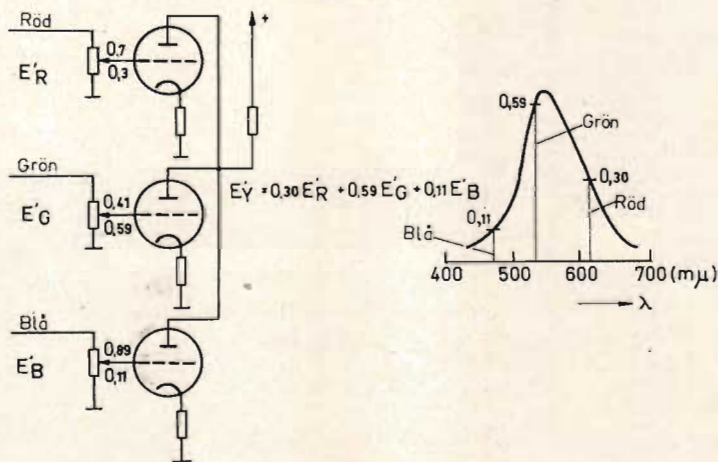 Röd
+
0,7
E'R
0,3
Grön
0,41
E'G
0,59
E'Y = 0,30 E'R + 0,59 E'G + 0,11 E'B
Blå
0,89
E'B
0,11
0,59
Grön
0,30
Röd
0,11
Blå
400 500 600 700 (mμ)
λ